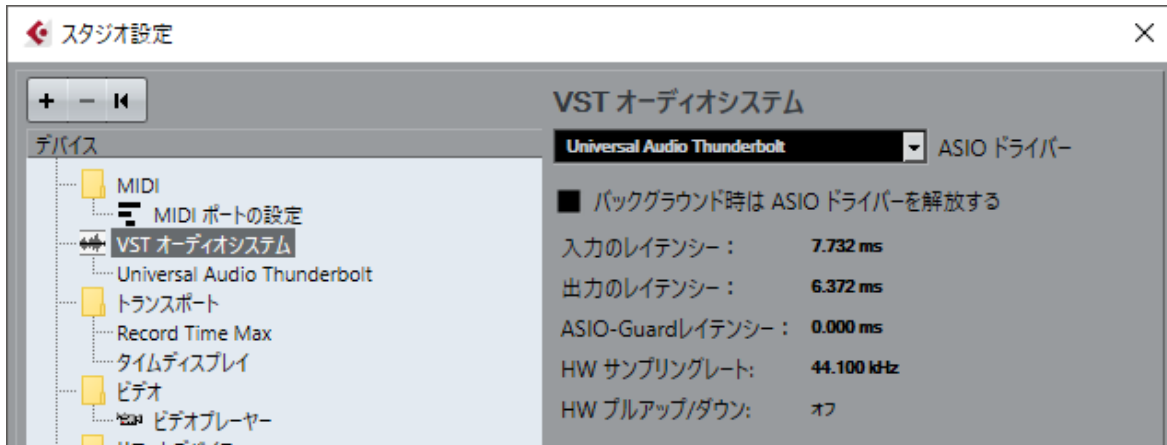 スタジオ設定
デバイス
MIDI
MIDI ポートの設定
VST オーディオシステム
Universal Audio Thunderbolt
トランスポート
Record Time Max
タイムディスプレイ
ビデオ
ビデオプレーヤー
VST オーディオシステム
Universal Audio Thunderbolt ASIO ドライバー
バックグラウンド時は ASIO ドライバーを解放する
入力のレイテンシー: 7.732 ms
出力のレイテンシー: 6.372 ms
ASIO-Guardレイテンシー: 0.000 ms
HW サンプリングレート: 44.100 kHz
HW プルアップ/ダウン: オフ